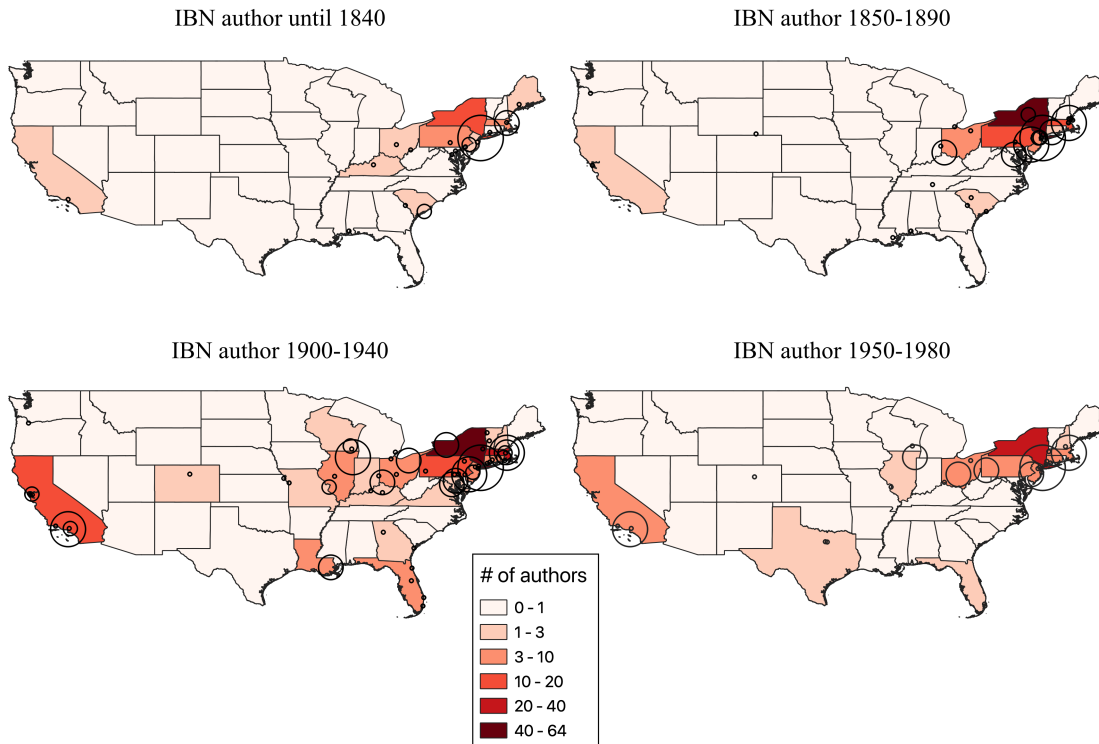 IBN author until 1840
IBN author 1850-1890
IBN author 1900-1940
IBN author 1950-1980
# of authors
0 - 1
1 - 3
3 - 10
10 - 20
20 - 40
40 - 64